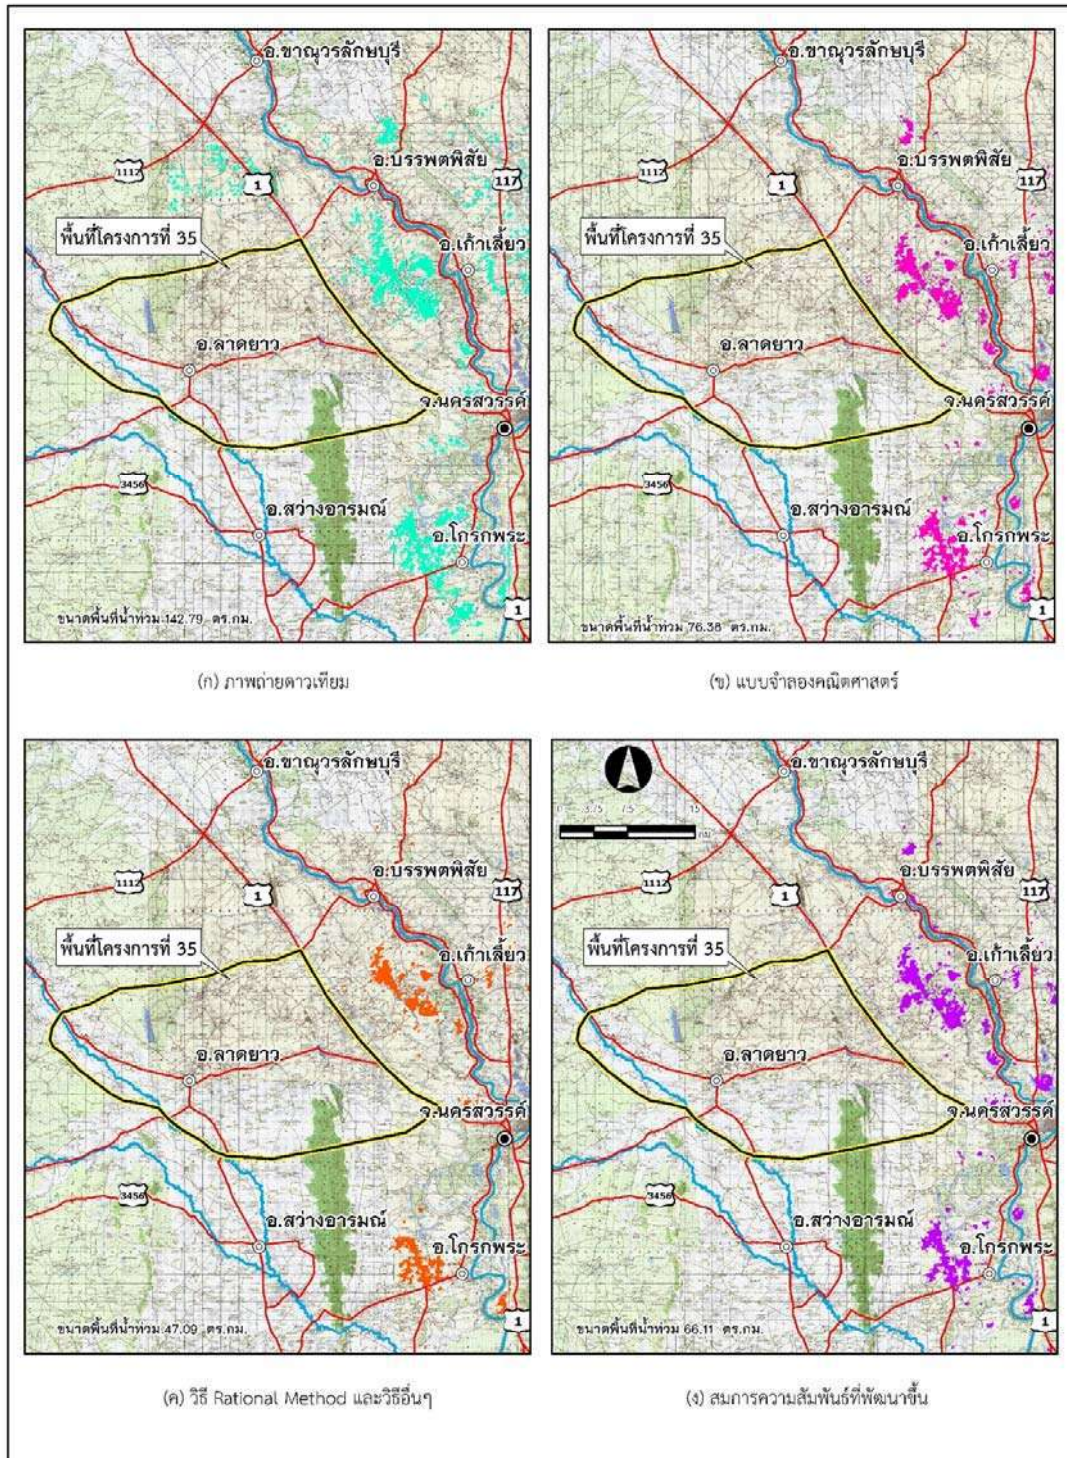 อ.ขาณุวรลักษบุรี
อ.บรรพตพิสัย
1112
1
117
พื้นที่โครงการที่ 35
อ.เก้าเลี้ยว
อ.ลาดยาว
จ.นครสวรรค์
3456
อ.สว่างอารมณ์
อ.โกรกพระ
ขนาดพื้นที่น้ำท่วม 142.79 ตร.กม.
1
(ก) ภาพถ่ายดาวเทียม
อ.ขาณุวรลักษบุรี
อ.บรรพตพิสัย
1112
1
117
พื้นที่โครงการที่ 35
อ.เก้าเลี้ยว
อ.ลาดยาว
จ.นครสวรรค์
3456
อ.สว่างอารมณ์
อ.โกรกพระ
ขนาดพื้นที่น้ำท่วม 76.38 ตร.กม.
1
(ข) แบบจำลองคณิตศาสตร์
อ.ขาณุวรลักษบุรี
อ.บรรพตพิสัย
1112
1
117
พื้นที่โครงการที่ 35
อ.เก้าเลี้ยว
อ.ลาดยาว
จ.นครสวรรค์
3456
อ.สว่างอารมณ์
อ.โกรกพระ
ขนาดพื้นที่น้ำท่วม 47.09 ตร.กม.
1
(ค) วิธี Rational Method และวิธีอื่นๆ
อ.ขาณุวรลักษบุรี
0 3.75 7.5 15
กม.
อ.บรรพตพิสัย
1112
1
117
พื้นที่โครงการที่ 35
อ.เก้าเลี้ยว
อ.ลาดยาว
จ.นครสวรรค์
3456
อ.สว่างอารมณ์
อ.โกรกพระ
ขนาดพื้นที่น้ำท่วม 66.11 ตร.กม.
1
(ง) สมการความสัมพันธ์ที่พัฒนาขึ้น